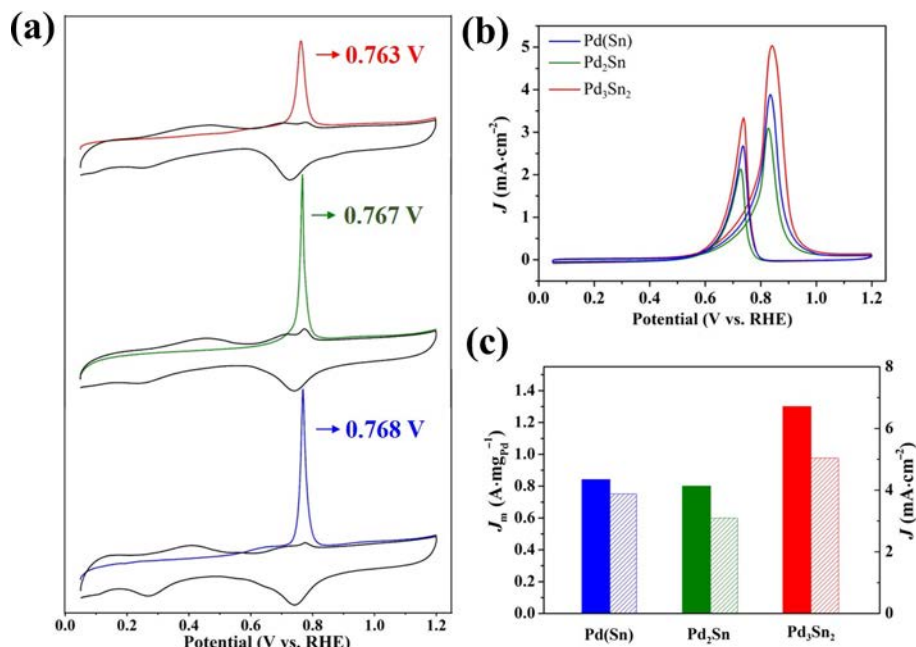 (a)
0.763 V
0.767 V
0.768 V
0.0 0.2 0.4 0.6 0.8 1.0 1.2
Potential (V vs. RHE)
(b)
Pd(Sn)
Pd₂Sn
Pd₃Sn₂
5
4
3
2
1
0
J (mA·cm⁻²)
0.0 0.2 0.4 0.6 0.8 1.0 1.2
Potential (V vs. RHE)
(c)
1.4
1.2
1.0
0.8
0.6
0.4
0.2
0.0
Jₘ (A·mg_Pd⁻¹)
8
6
4
2
0
J (mA·cm⁻²)
Pd(Sn) Pd₂Sn Pd₃Sn₂